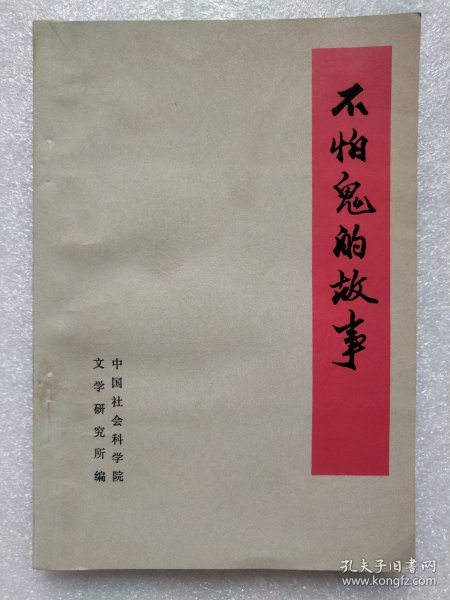 不怕鬼的故事
中国社会科学院
文学研究所编
孔夫子旧书网
www.kongfz.com